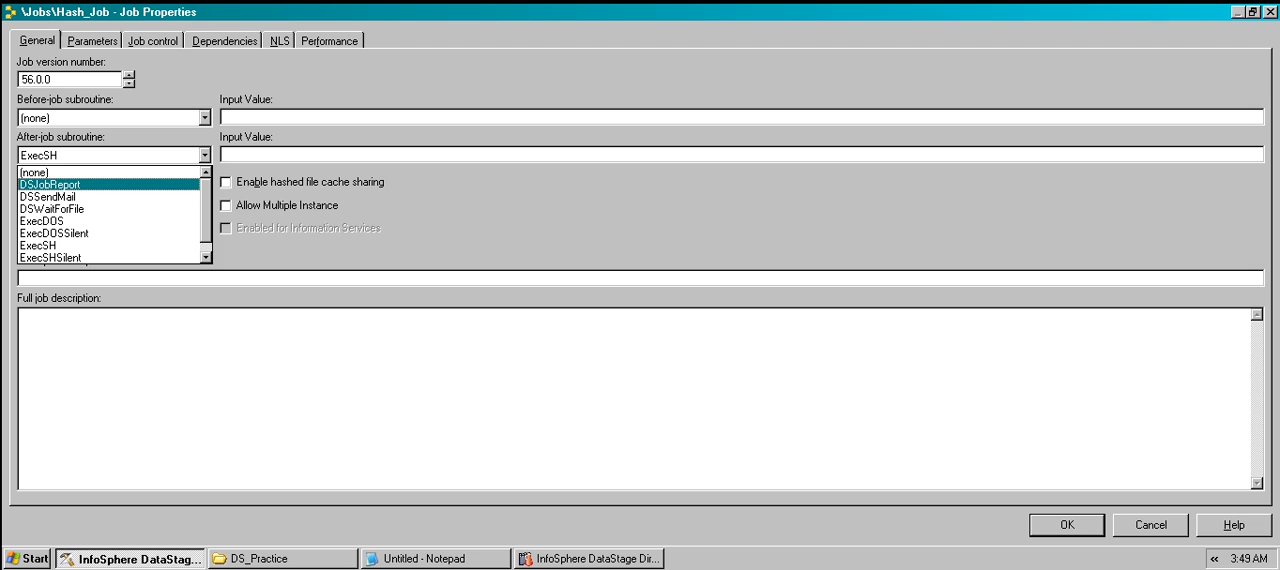 \Jobs\Hash_Job - Job Properties
General Parameters Job control Dependencies NLS Performance
Job version number:
56.0.0
Before-job subroutine: Input Value:
(none)
After-job subroutine: Input Value:
ExecSH
(none)
DSJobReport Enable hashed file cache sharing
DSSendMail
DSWaitForFile Allow Multiple Instance
ExecDOS
ExecDOSSilent Enabled for Information Services
ExecSH
ExecSHSilent
Full job description:
OK Cancel Help
Start InfoSphere DataStag... DS_Practice Untitled - Notepad InfoSphere DataStage Dir... « 3:49 AM